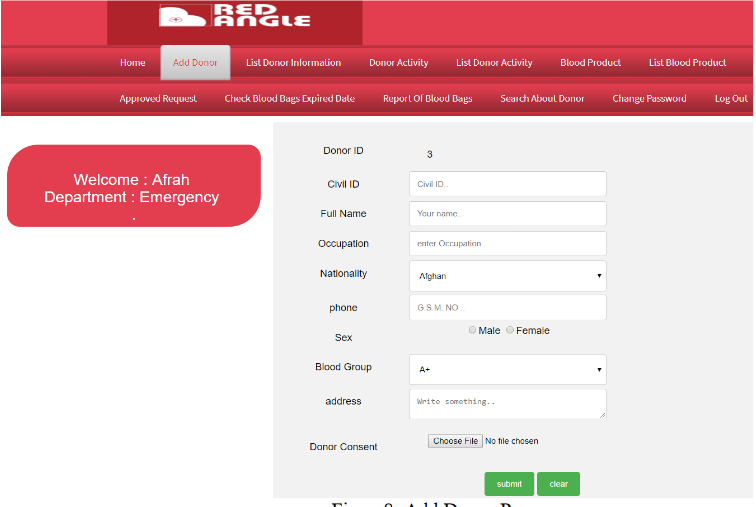 RED
ANGLE
Home Add Donor List Donor Information Donor Activity List Donor Activity Blood Product List Blood Product
Approved Request Check Blood Bags Expired Date Report Of Blood Bags Search About Donor Change Password Log Out
Welcome : Afrah
Department : Emergency
.
Donor ID 3
Civil ID Civil ID..
Full Name Your name..
Occupation enter Occupation
Nationality Afghan
phone G.S.M. NO ..
Sex Male Female
Blood Group A+
address Write something..
Donor Consent Choose File No file chosen
submit clear